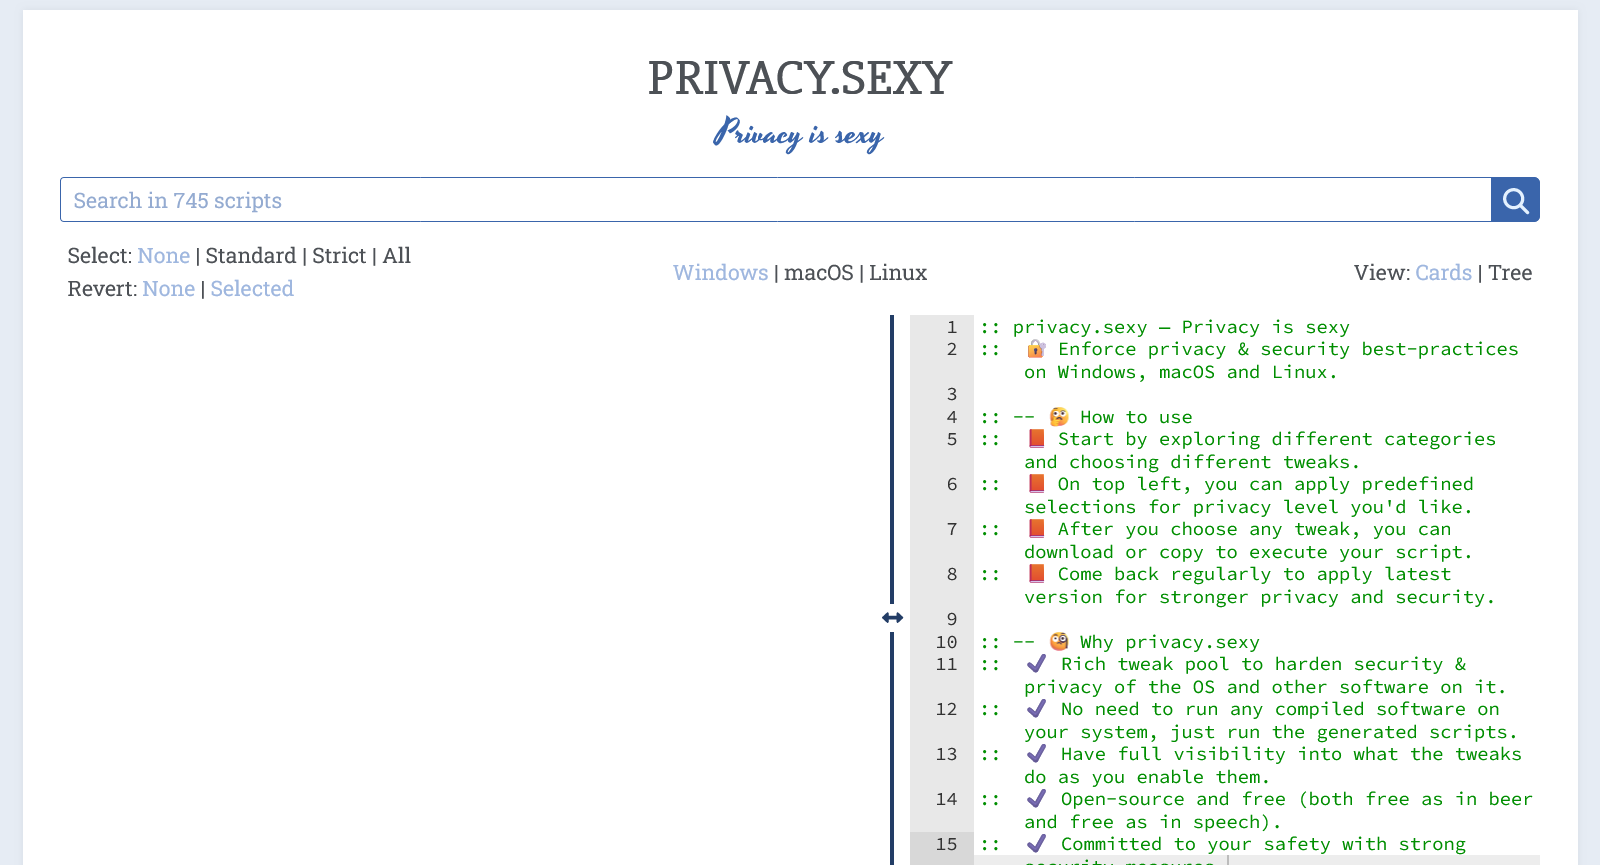 PRIVACY.SEXY
Privacy is sexy
Search in 745 scripts
Select: None | Standard | Strict | All
Revert: None | Selected
Windows | macOS | Linux
View: Cards | Tree
1 :: privacy.sexy — Privacy is sexy
2 :: 🔐 Enforce privacy & security best-practices
on Windows, macOS and Linux.
3
4 :: -- 🤔 How to use
5 :: 📕 Start by exploring different categories
and choosing different tweaks.
6 :: 📕 On top left, you can apply predefined
selections for privacy level you'd like.
7 :: 📕 After you choose any tweak, you can
download or copy to execute your script.
8 :: 📕 Come back regularly to apply latest
version for stronger privacy and security.
9
10 :: -- 🧐 Why privacy.sexy
11 :: ✔ Rich tweak pool to harden security &
privacy of the OS and other software on it.
12 :: ✔ No need to run any compiled software on
your system, just run the generated scripts.
13 :: ✔ Have full visibility into what the tweaks
do as you enable them.
14 :: ✔ Open-source and free (both free as in beer
and free as in speech).
15 :: ✔ Committed to your safety with strong
security measures.